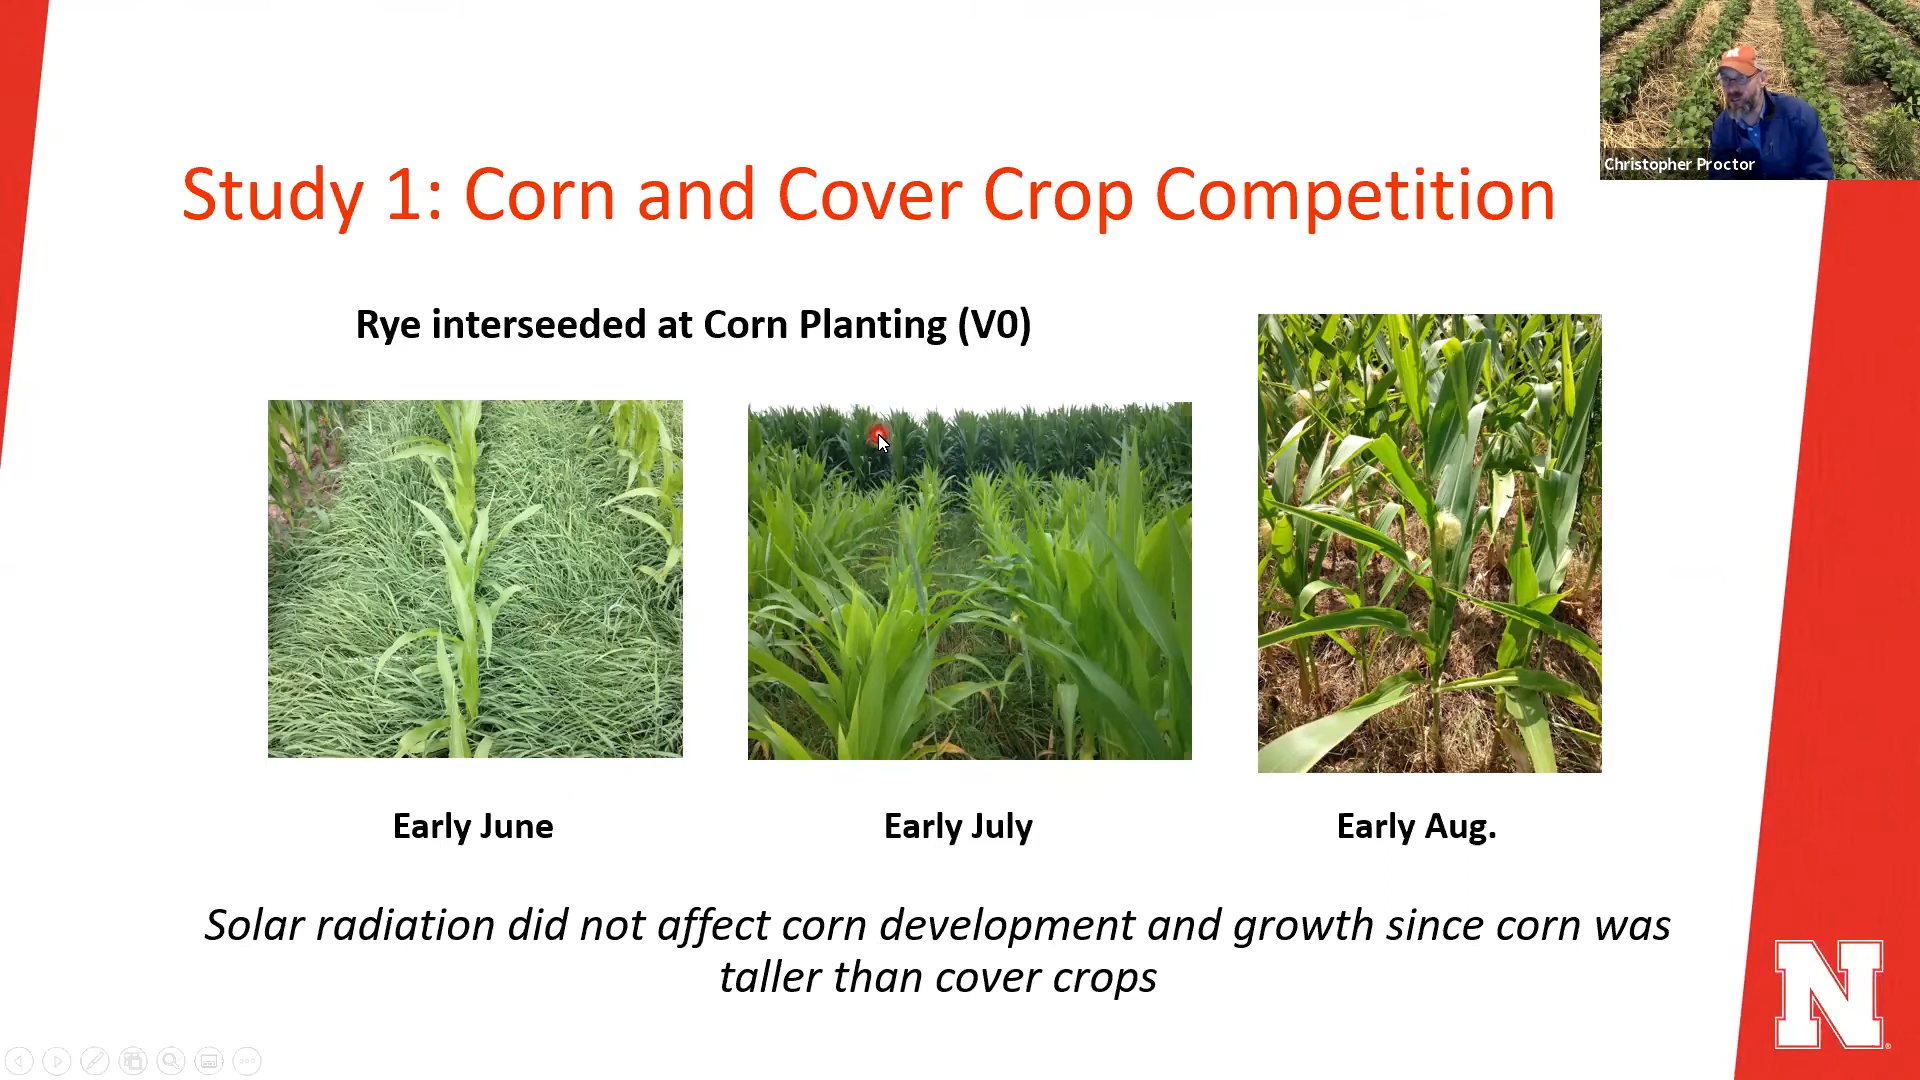 Christopher Proctor
Study 1: Corn and Cover Crop Competition
Rye interseeded at Corn Planting (V0)
Early June
Early July
Early Aug.
Solar radiation did not affect corn development and growth since corn was
taller than cover crops
N